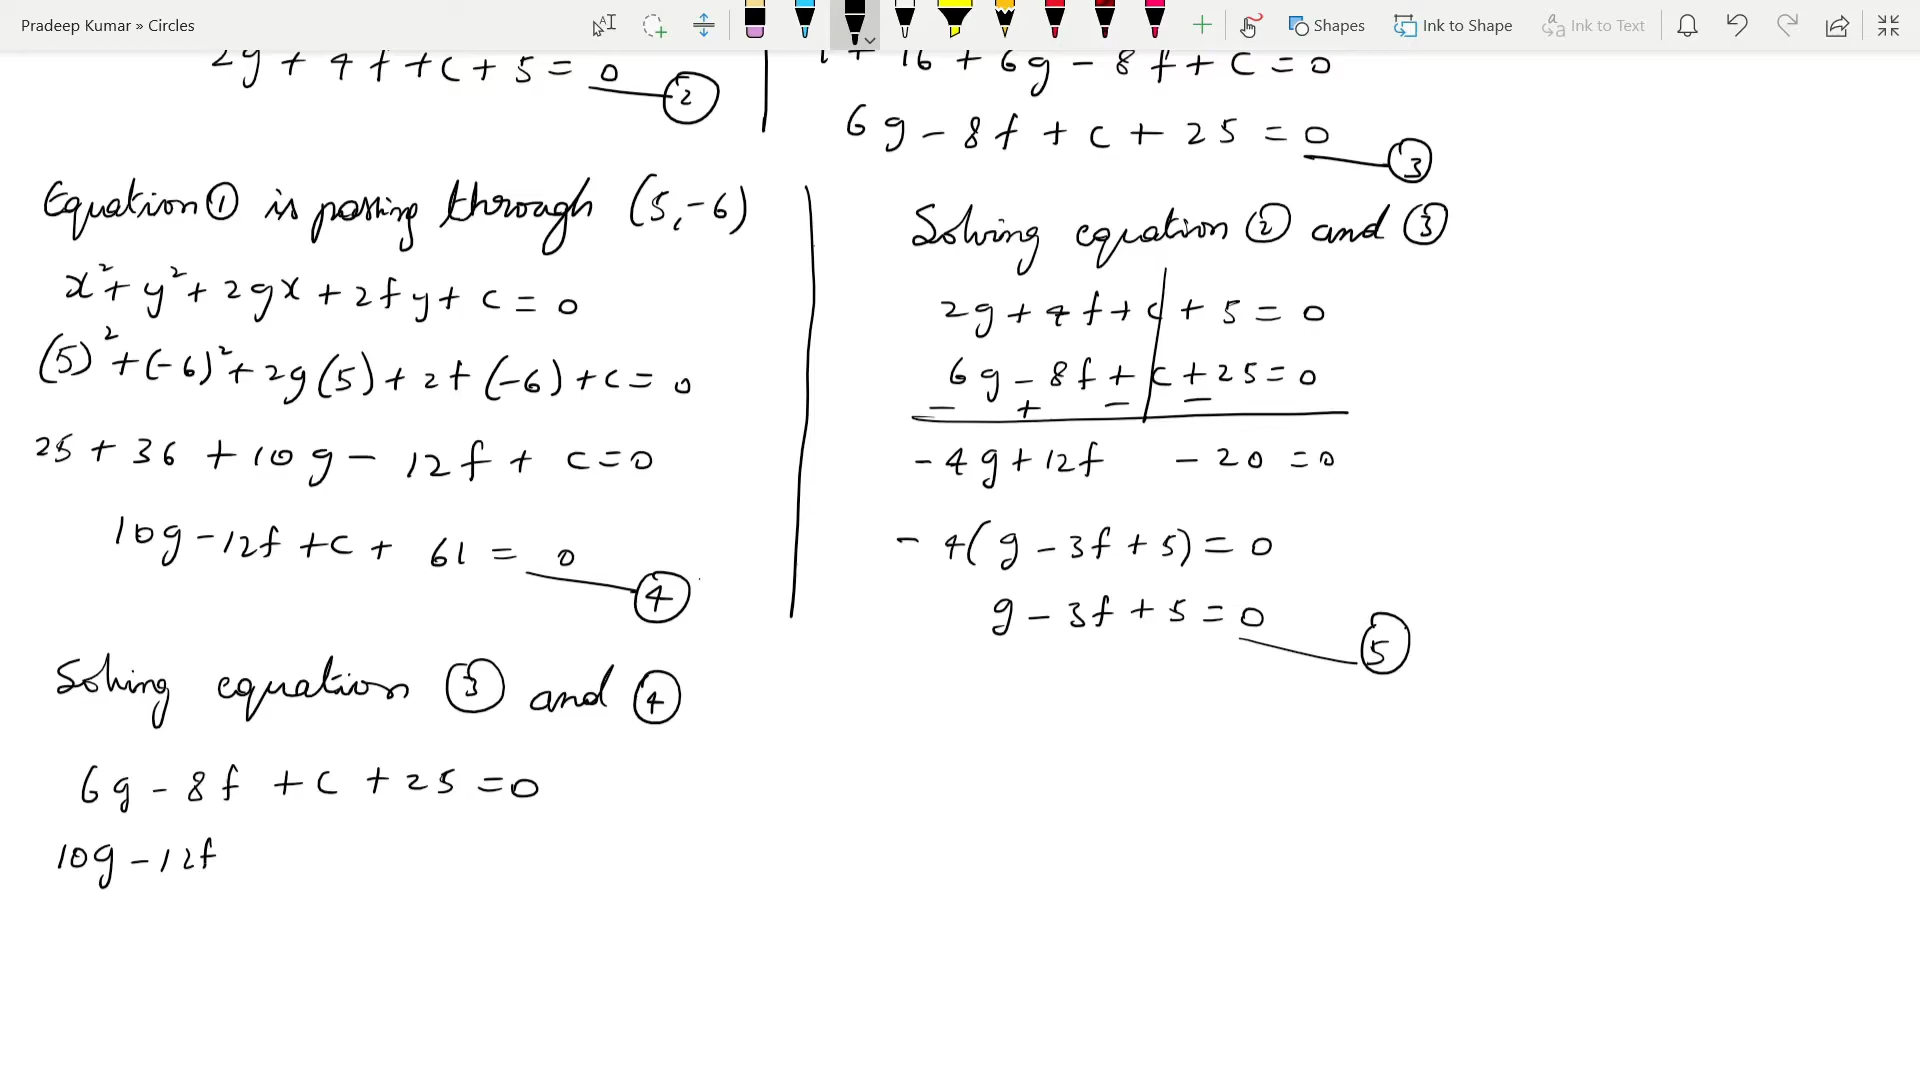 Pradeep Kumar » Circles
Shapes
Ink to Shape
Ink to Text
2g + 4f + c + 5 = 0 ②
+ 16 + 6g - 8f + c = 0
6g - 8f + c + 25 = 0 ③
Equation ① is passing through (5, -6)
x² + y² + 2gx + 2fy + c = 0
(5)² + (-6)² + 2g(5) + 2f(-6) + c = 0
25 + 36 + 10g - 12f + c = 0
10g - 12f + c + 61 = 0 ④
Solving equation ③ and ④
6g - 8f + c + 25 = 0
10g - 12f
Solving equation ② and ③
2g + 4f + c + 5 = 0
6g - 8f + c + 25 = 0
- + - -
- 4g + 12f - 20 = 0
- 4(g - 3f + 5) = 0
g - 3f + 5 = 0 ⑤